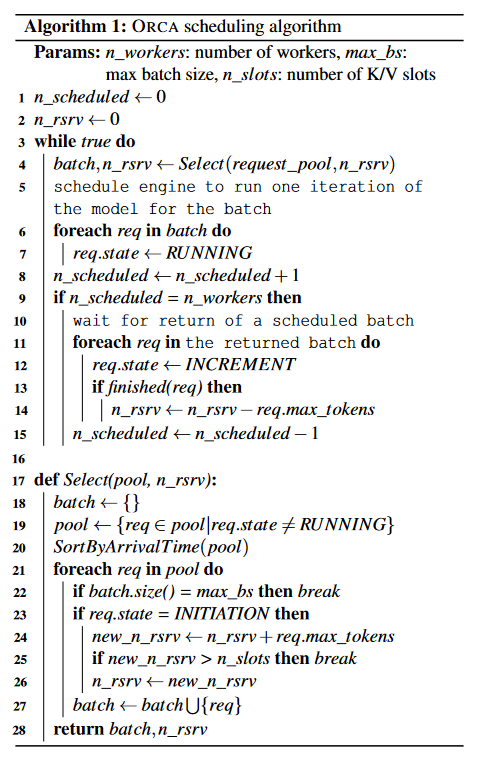 Algorithm 1: ORCA scheduling algorithm
Params: n_workers: number of workers, max_bs:
max batch size, n_slots: number of K/V slots
1 n_scheduled ← 0
2 n_rsrv ← 0
3 while true do
4 batch, n_rsrv ← Select(request_pool, n_rsrv)
5 schedule engine to run one iteration of
the model for the batch
6 foreach req in batch do
7 req.state ← RUNNING
8 n_scheduled ← n_scheduled + 1
9 if n_scheduled = n_workers then
10 wait for return of a scheduled batch
11 foreach req in the returned batch do
12 req.state ← INCREMENT
13 if finished(req) then
14 n_rsrv ← n_rsrv − req.max_tokens
15 n_scheduled ← n_scheduled − 1
16
17 def Select(pool, n_rsrv):
18 batch ← {}
19 pool ← {req ∈ pool|req.state ≠ RUNNING}
20 SortByArrivalTime(pool)
21 foreach req in pool do
22 if batch.size() = max_bs then break
23 if req.state = INITIATION then
24 new_n_rsrv ← n_rsrv + req.max_tokens
25 if new_n_rsrv > n_slots then break
26 n_rsrv ← new_n_rsrv
27 batch ← batch ⋃{req}
28 return batch, n_rsrv